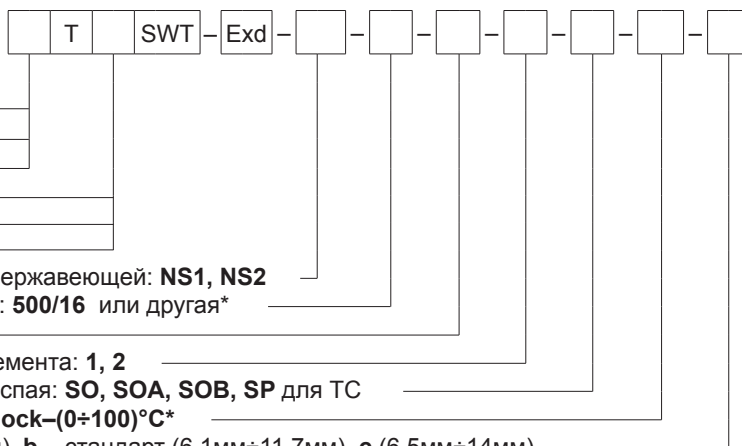 T SWT – Exd – – – – – – –
ержавеющей: NS1, NS2
: 500/16 или другая*
емента: 1, 2
спая: SO, SOA, SOB, SP для ТС
ock–(0÷100)°C*
b – стандарт (6,1мм÷11,7мм), c (6,5мм÷14мм)